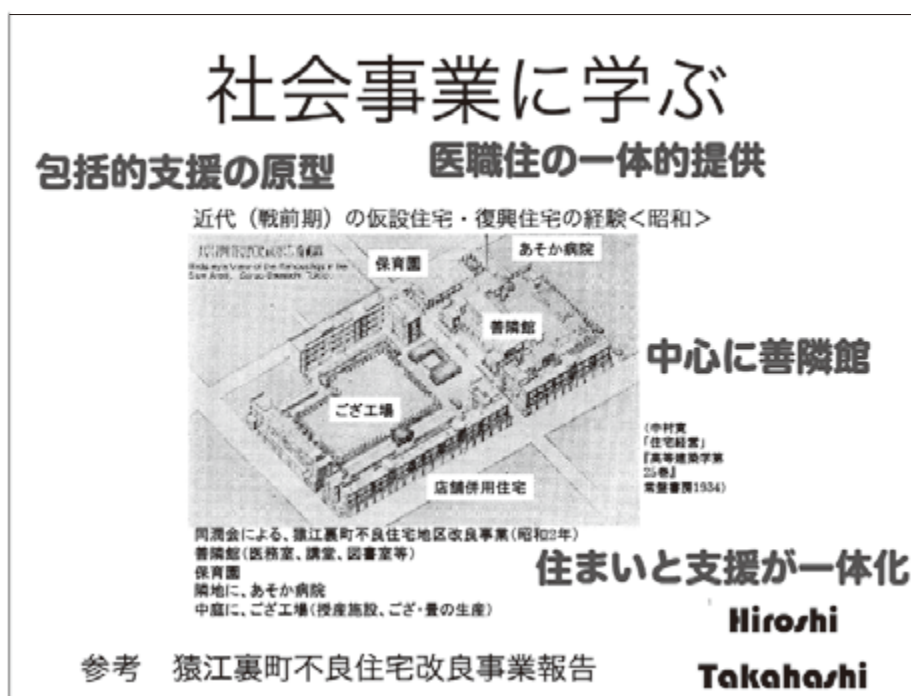 社会事業に学ぶ
包括的支援の原型
医職住の一体的提供
近代（戦前期）の仮設住宅・復興住宅の経験＜昭和＞
保育園
あそか病院
善隣館
ござ工場
店舗併用住宅
中心に善隣館
(中村寛
「住宅経営」
『高等建築学第
25巻』
常盤書房1934)
同潤会による、猿江裏町不良住宅地区改良事業(昭和2年)
善隣館(医務室、講堂、図書室等)
保育園
隣地に、あそか病院
中庭に、ござ工場(授産施設、ござ・畳の生産)
住まいと支援が一体化
Hiroshi
Takahashi
参考　猿江裏町不良住宅改良事業報告